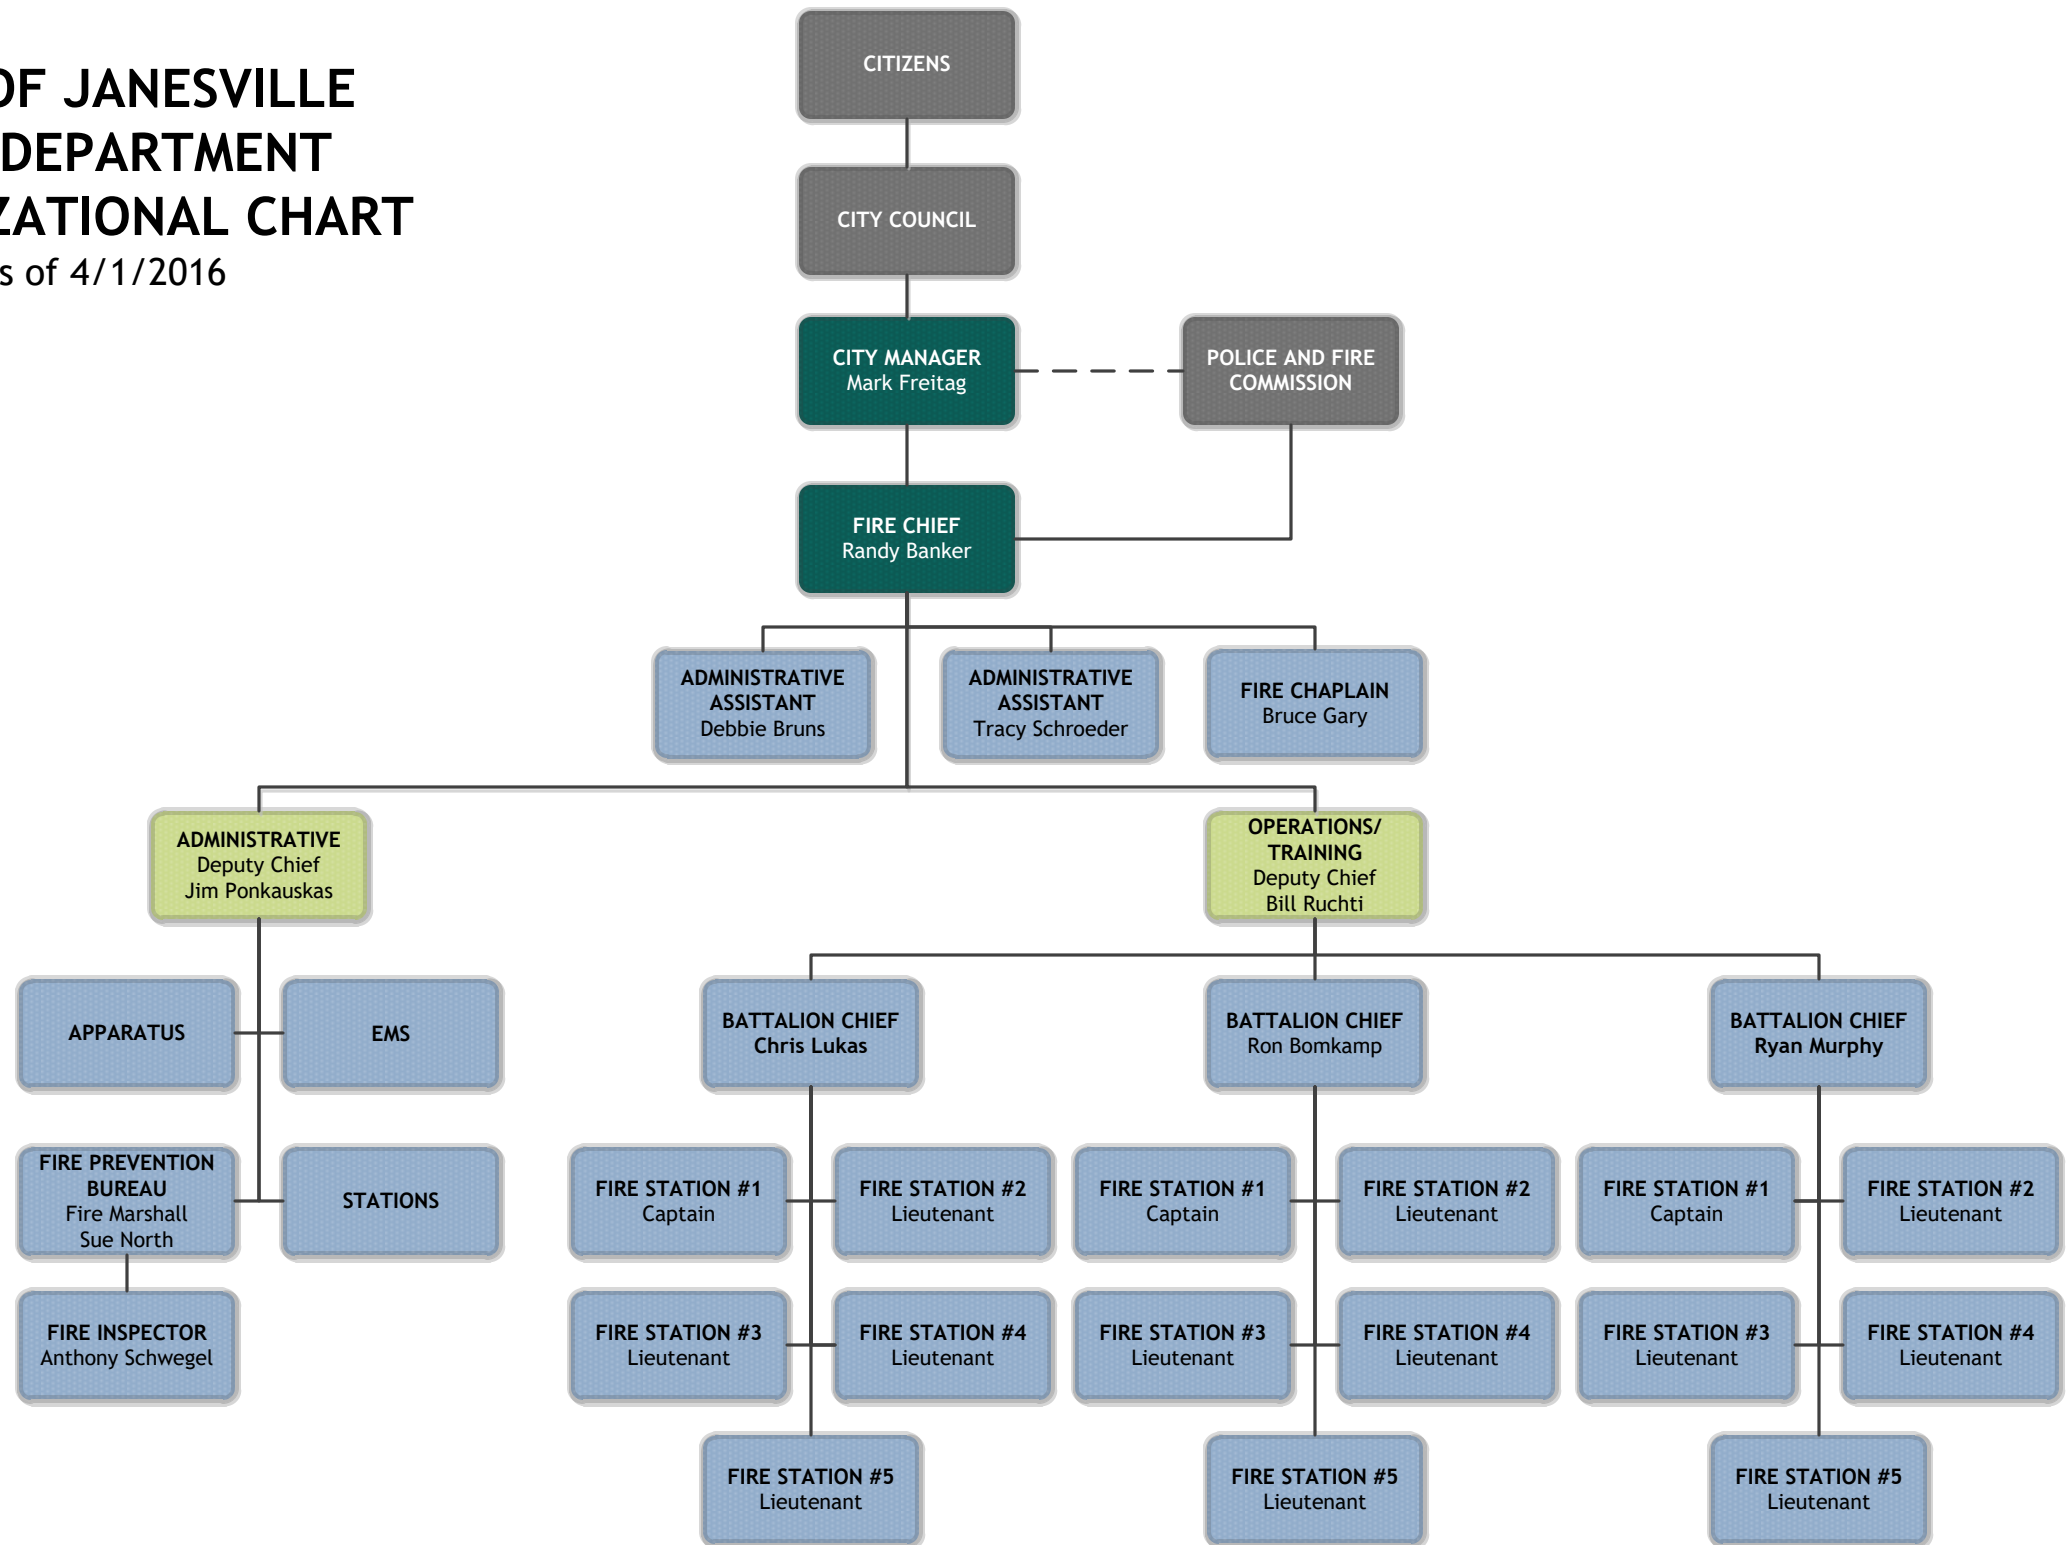 OF JANESVILLE
DEPARTMENT
ZATIONAL CHART
s of 4/1/2016
CITIZENS
CITY COUNCIL
CITY MANAGER
Mark Freitag
POLICE AND FIRE
COMMISSION
FIRE CHIEF
Randy Banker
ADMINISTRATIVE
ASSISTANT
Debbie Bruns
ADMINISTRATIVE
ASSISTANT
Tracy Schroeder
FIRE CHAPLAIN
Bruce Gary
ADMINISTRATIVE
Deputy Chief
Jim Ponkauskas
OPERATIONS/
TRAINING
Deputy Chief
Bill Ruchti
APPARATUS
EMS
BATTALION CHIEF
Chris Lukas
BATTALION CHIEF
Ron Bomkamp
BATTALION CHIEF
Ryan Murphy
FIRE PREVENTION
BUREAU
Fire Marshall
Sue North
STATIONS
FIRE STATION #1
Captain
FIRE STATION #2
Lieutenant
FIRE STATION #1
Captain
FIRE STATION #2
Lieutenant
FIRE STATION #1
Captain
FIRE STATION #2
Lieutenant
FIRE INSPECTOR
Anthony Schwegel
FIRE STATION #3
Lieutenant
FIRE STATION #4
Lieutenant
FIRE STATION #3
Lieutenant
FIRE STATION #4
Lieutenant
FIRE STATION #3
Lieutenant
FIRE STATION #4
Lieutenant
FIRE STATION #5
Lieutenant
FIRE STATION #5
Lieutenant
FIRE STATION #5
Lieutenant